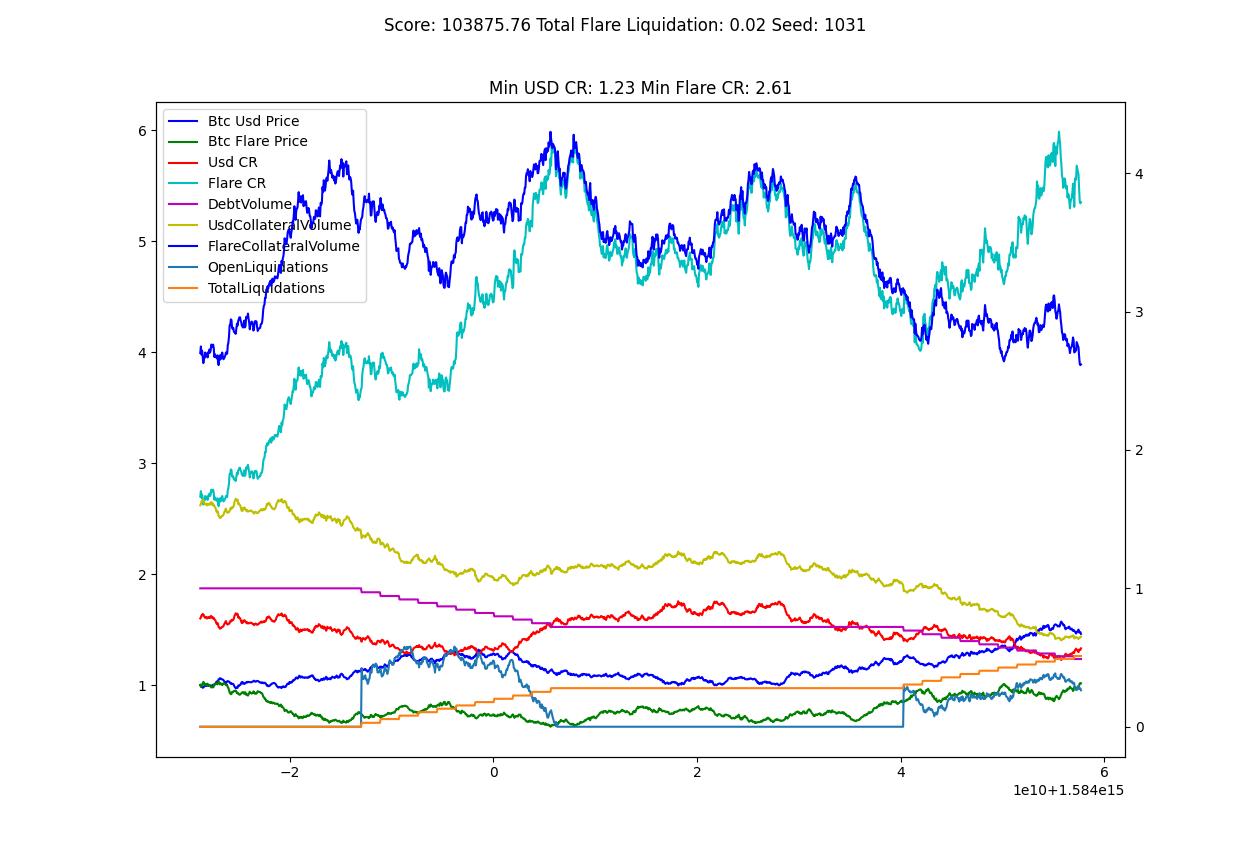 Score: 103875.76 Total Flare Liquidation: 0.02 Seed: 1031
Min USD CR: 1.23 Min Flare CR: 2.61
Btc Usd Price
Btc Flare Price
Usd CR
Flare CR
DebtVolume
UsdCollateralVolume
FlareCollateralVolume
OpenLiquidations
TotalLiquidations
6
5
4
3
2
1
4
3
2
1
0
−2
0
2
4
6
1e10+1.584e15